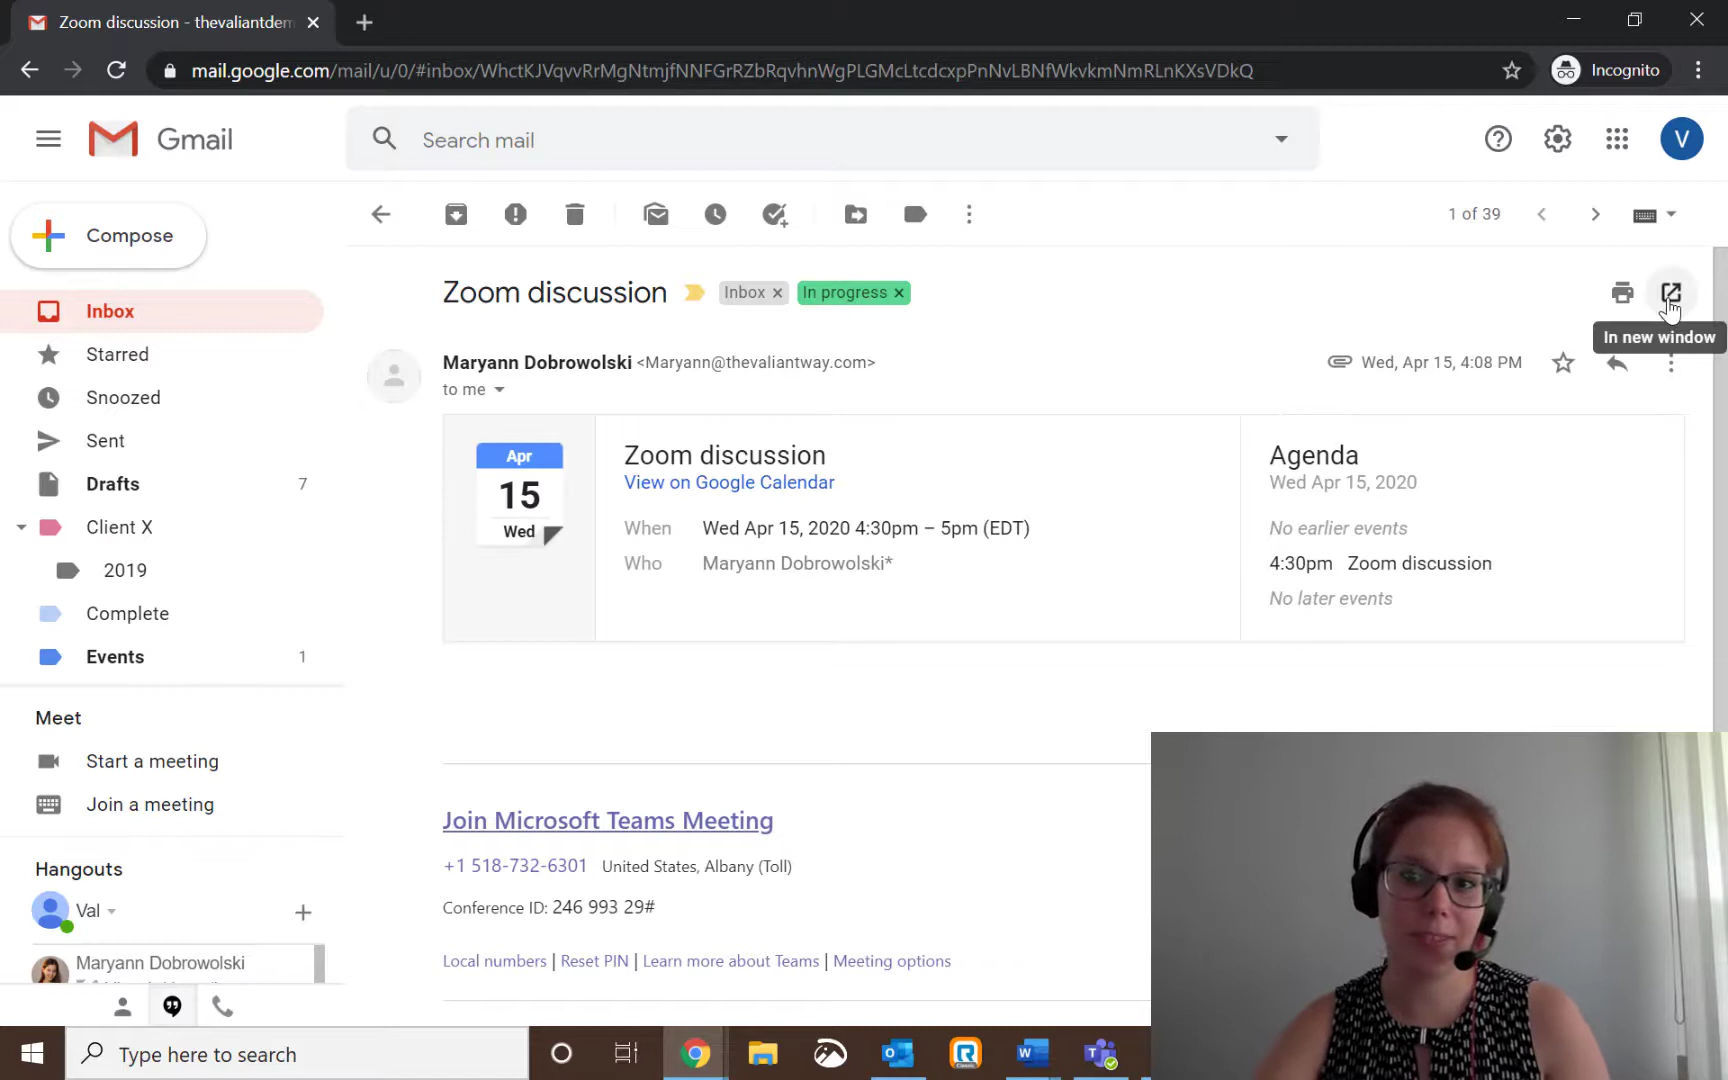 Zoom discussion - thevaliantdem
mail.google.com/mail/u/0/#inbox/WhctKJVqvvRrMgNtmjfNNFGrRZbRqvhnWgPLGMcLtcdcxpPnNvLBNfWkvkmNmRLnKXsVDkQ
Incognito
Gmail
Search mail
V
Compose
1 of 39
Inbox
Starred
Snoozed
Sent
Drafts 7
Client X
2019
Complete
Events 1
Meet
Start a meeting
Join a meeting
Hangouts
Val
Maryann Dobrowolski
Zoom discussion Inbox × In progress ×
In new window
Maryann Dobrowolski <Maryann@thevaliantway.com> Wed, Apr 15, 4:08 PM
to me
Apr
15
Wed
Zoom discussion
View on Google Calendar
When Wed Apr 15, 2020 4:30pm – 5pm (EDT)
Who Maryann Dobrowolski*
Agenda
Wed Apr 15, 2020
No earlier events
4:30pm Zoom discussion
No later events
Join Microsoft Teams Meeting
+1 518-732-6301 United States, Albany (Toll)
Conference ID: 246 993 29#
Local numbers | Reset PIN | Learn more about Teams | Meeting options
Type here to search